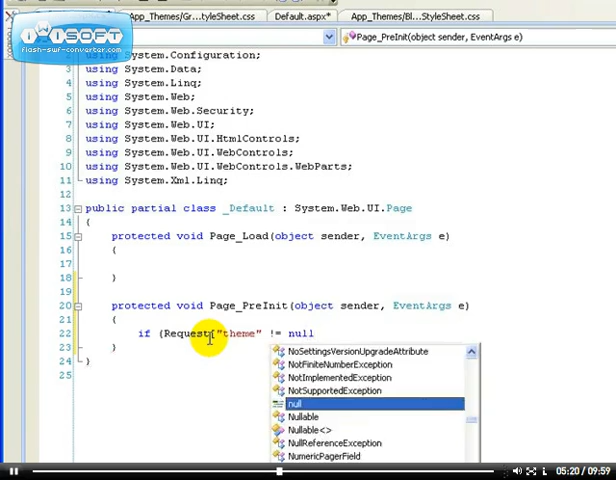 iWiSOFT
flash-swf-converter.com
App_Themes/Gr...tyleSheet.css Default.aspx* App_Themes/Bl...StyleSheet.css
Page_PreInit(object sender, EventArgs e)
2 using System.Configuration;
using System.Data;
4 using System.Linq;
5 using System.Web;
6 using System.Web.Security;
7 using System.Web.UI;
8 using System.Web.UI.HtmlControls;
9 using System.Web.UI.WebControls;
10 using System.Web.UI.WebControls.WebParts;
11 using System.Xml.Linq;
12
13 public partial class _Default : System.Web.UI.Page
14 {
15 protected void Page_Load(object sender, EventArgs e)
16 {
17
18 }
19
20 protected void Page_PreInit(object sender, EventArgs e)
21 {
22 if (Request["theme" != null
23 }
24 }
25
NoSettingsVersionUpgradeAttribute
NotFiniteNumberException
NotImplementedException
NotSupportedException
null
Nullable
Nullable<>
NullReferenceException
NumericPagerField
05:20 / 09:59